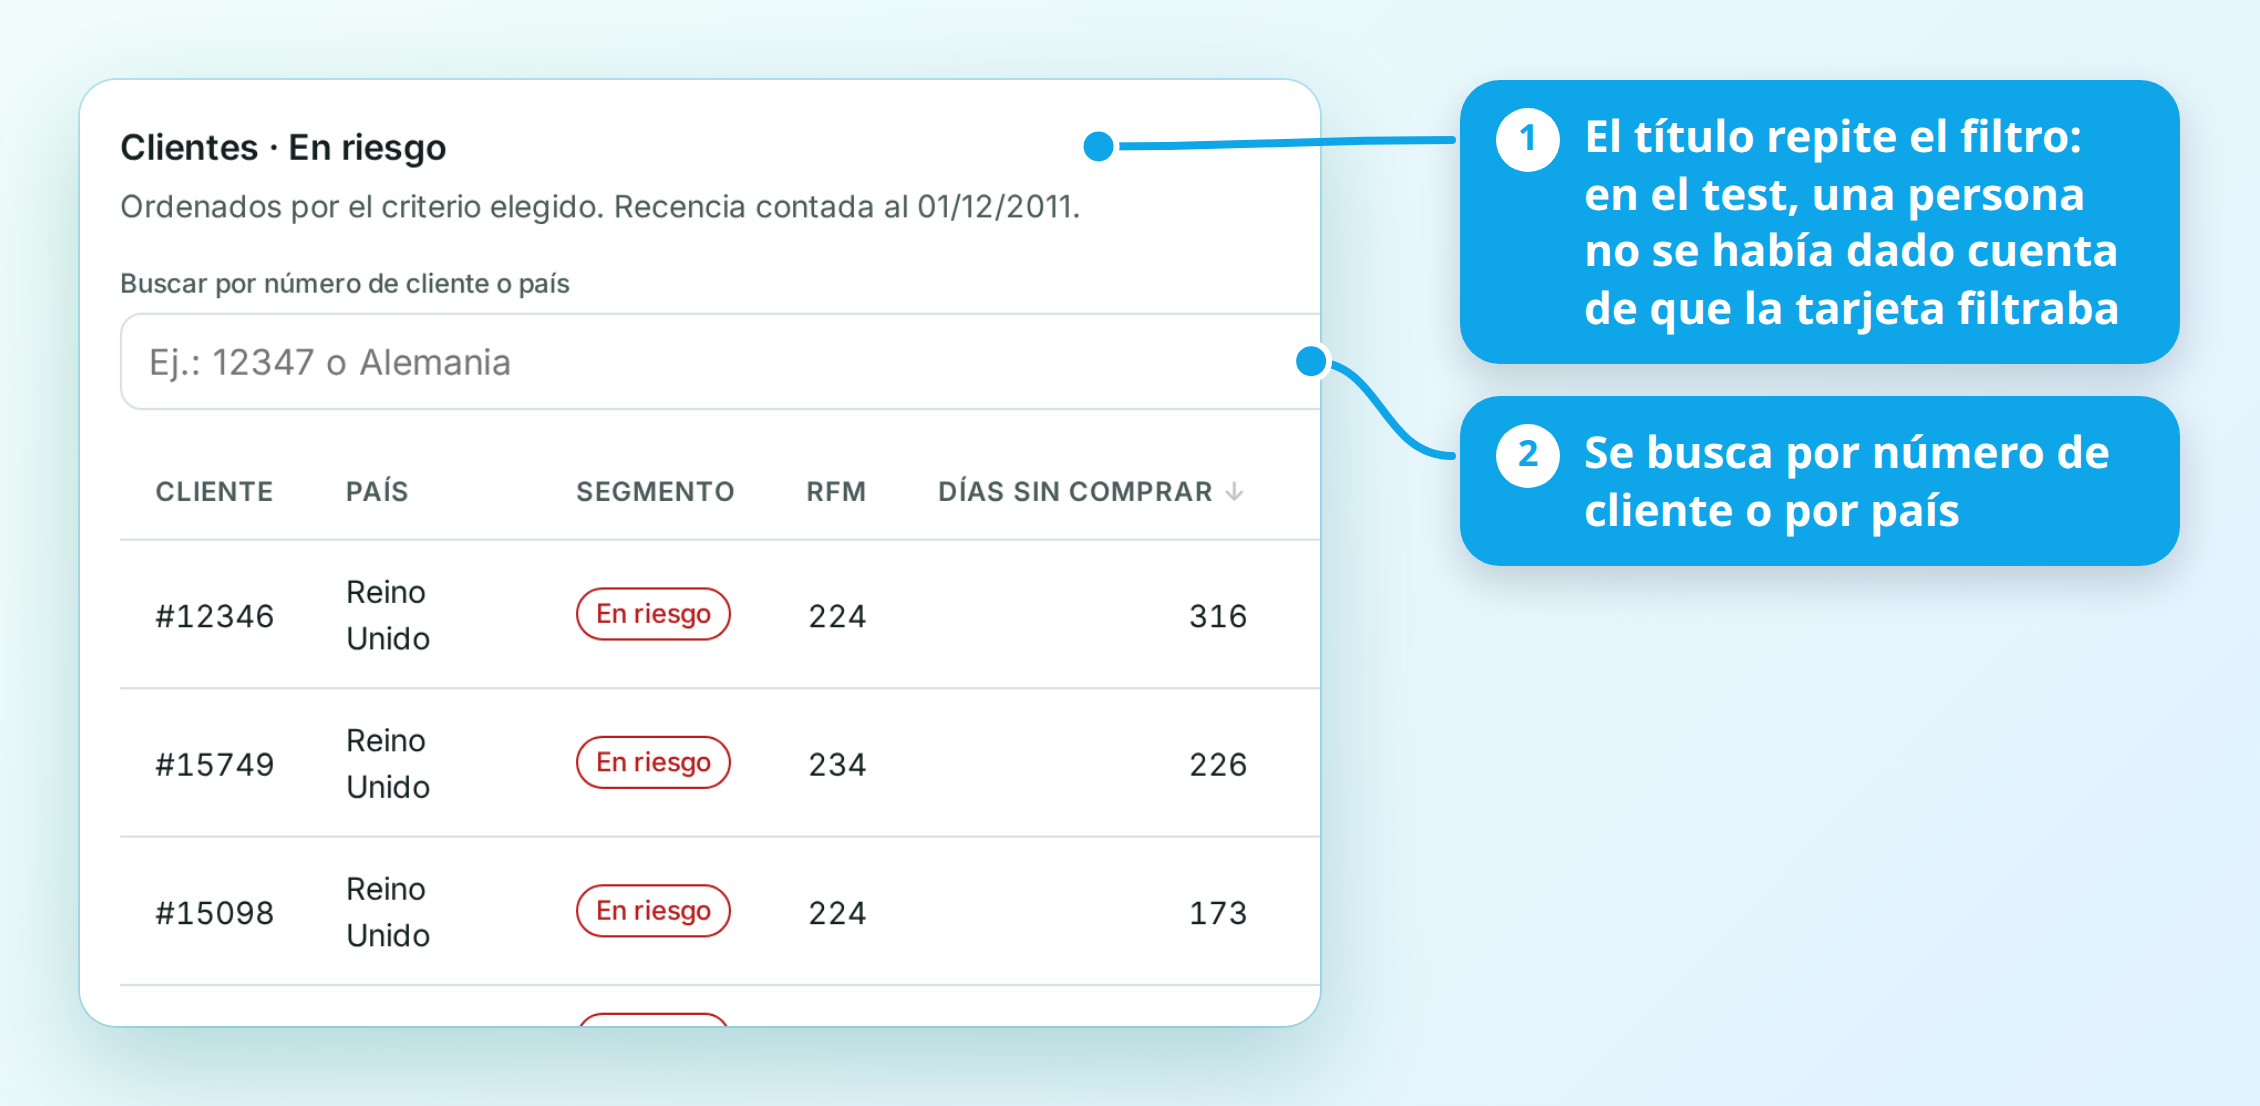 Clientes · En riesgo
Ordenados por el criterio elegido. Recencia contada al 01/12/2011.
Buscar por número de cliente o país
Ej.: 12347 o Alemania
CLIENTE PAÍS SEGMENTO RFM DÍAS SIN COMPRAR ↓
#12346 Reino Unido En riesgo 224 316
#15749 Reino Unido En riesgo 234 226
#15098 Reino Unido En riesgo 224 173
1 El título repite el filtro:
en el test, una persona
no se había dado cuenta
de que la tarjeta filtraba
2 Se busca por número de
cliente o por país